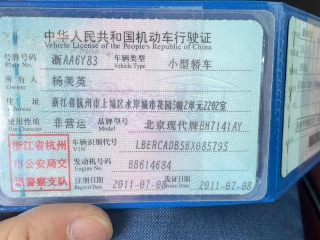 中华人民共和国机动车行驶证
Vehicle License of the People's Republic of China
号牌号码 浙AA6Y83 车辆类型 小型轿车
Plate No. Vehicle Type
所有人 杨美英
Owner
住址 浙江省杭州市上城区水岸城市花园5幢2单元2202室
Address
使用性质 非营运 品牌型号 北京现代牌BH7141AY
Use Character Model
浙江省杭州市公安局交通警察支队
车辆识别代号 LBERCADB5BX085795
VIN
发动机号码 BB614684
Engine No.
注册日期 2011-07-08 发证日期 2011-07-08
Register Date Issue Date